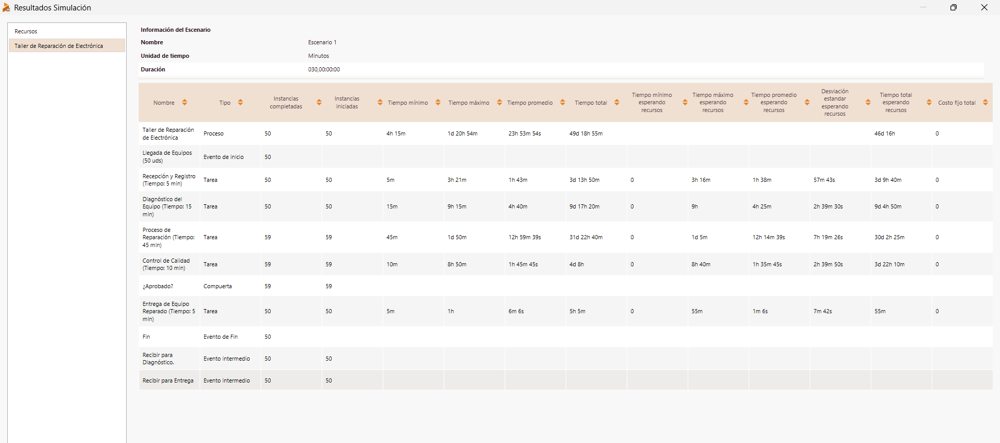 Resultados Simulación
Recursos
Taller de Reparación de Electrónica
Información del Escenario
Nombre Escenario 1
Unidad de tiempo Minutos
Duración 030,00:00:00
Nombre Tipo Instancias completadas Instancias iniciadas Tiempo mínimo Tiempo máximo Tiempo promedio Tiempo total Tiempo mínimo esperando recursos Tiempo máximo esperando recursos Tiempo promedio esperando recursos Desviación estandar esperando recursos Tiempo total esperando recursos Costo fijo total
Taller de Reparación de Electrónica Proceso 50 50 4h 15m 1d 20h 54m 23h 53m 54s 49d 18h 55m 46d 16h 0
Llegada de Equipos (50 uds) Evento de inicio 50
Recepción y Registro (Tiempo: 5 min) Tarea 50 50 5m 3h 21m 1h 43m 3d 13h 50m 0 3h 16m 1h 38m 57m 43s 3d 9h 40m 0
Diagnóstico del Equipo (Tiempo: 15 min) Tarea 50 50 15m 9h 15m 4h 40m 9d 17h 20m 0 9h 4h 25m 2h 39m 30s 9d 4h 50m 0
Proceso de Reparación (Tiempo: 45 min) Tarea 59 59 45m 1d 50m 12h 59m 39s 31d 22h 40m 0 1d 5m 12h 14m 39s 7h 19m 26s 30d 2h 25m 0
Control de Calidad (Tiempo: 10 min) Tarea 59 59 10m 8h 50m 1h 45m 45s 4d 8h 0 8h 40m 1h 35m 45s 2h 39m 50s 3d 22h 10m 0
¿Aprobado? Compuerta 59 59
Entrega de Equipo Reparado (Tiempo: 5 min) Tarea 50 50 5m 1h 6m 6s 5h 5m 0 55m 1m 6s 7m 42s 55m 0
Fin Evento de Fin 50
Recibir para Diagnóstico. Evento intermedio 50 50
Recibir para Entrega Evento intermedio 50 50